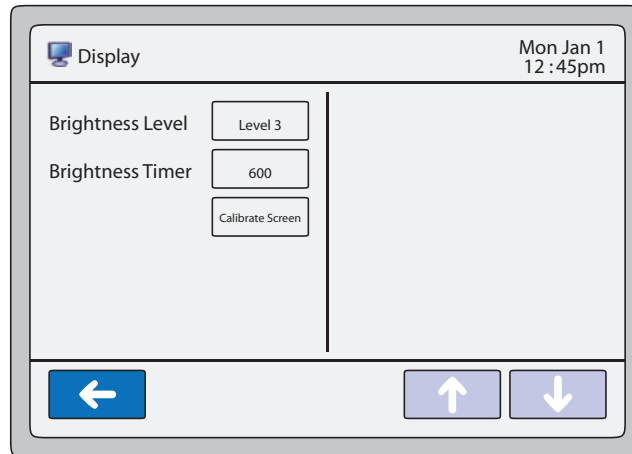 Display
Mon Jan 1
12:45pm
Brightness Level
Level 3
Brightness Timer
600
Calibrate Screen